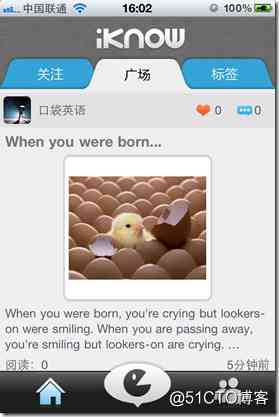 中国联通 16:02 100%
iKNOW
关注 广场 标签
口袋英语 0 0
When you were born...
When you were born, you're crying but lookers-
on were smiling. When you are passing away,
you're smiling but lookers-on are crying. …
阅读：0 5分钟前
@51CTO博客